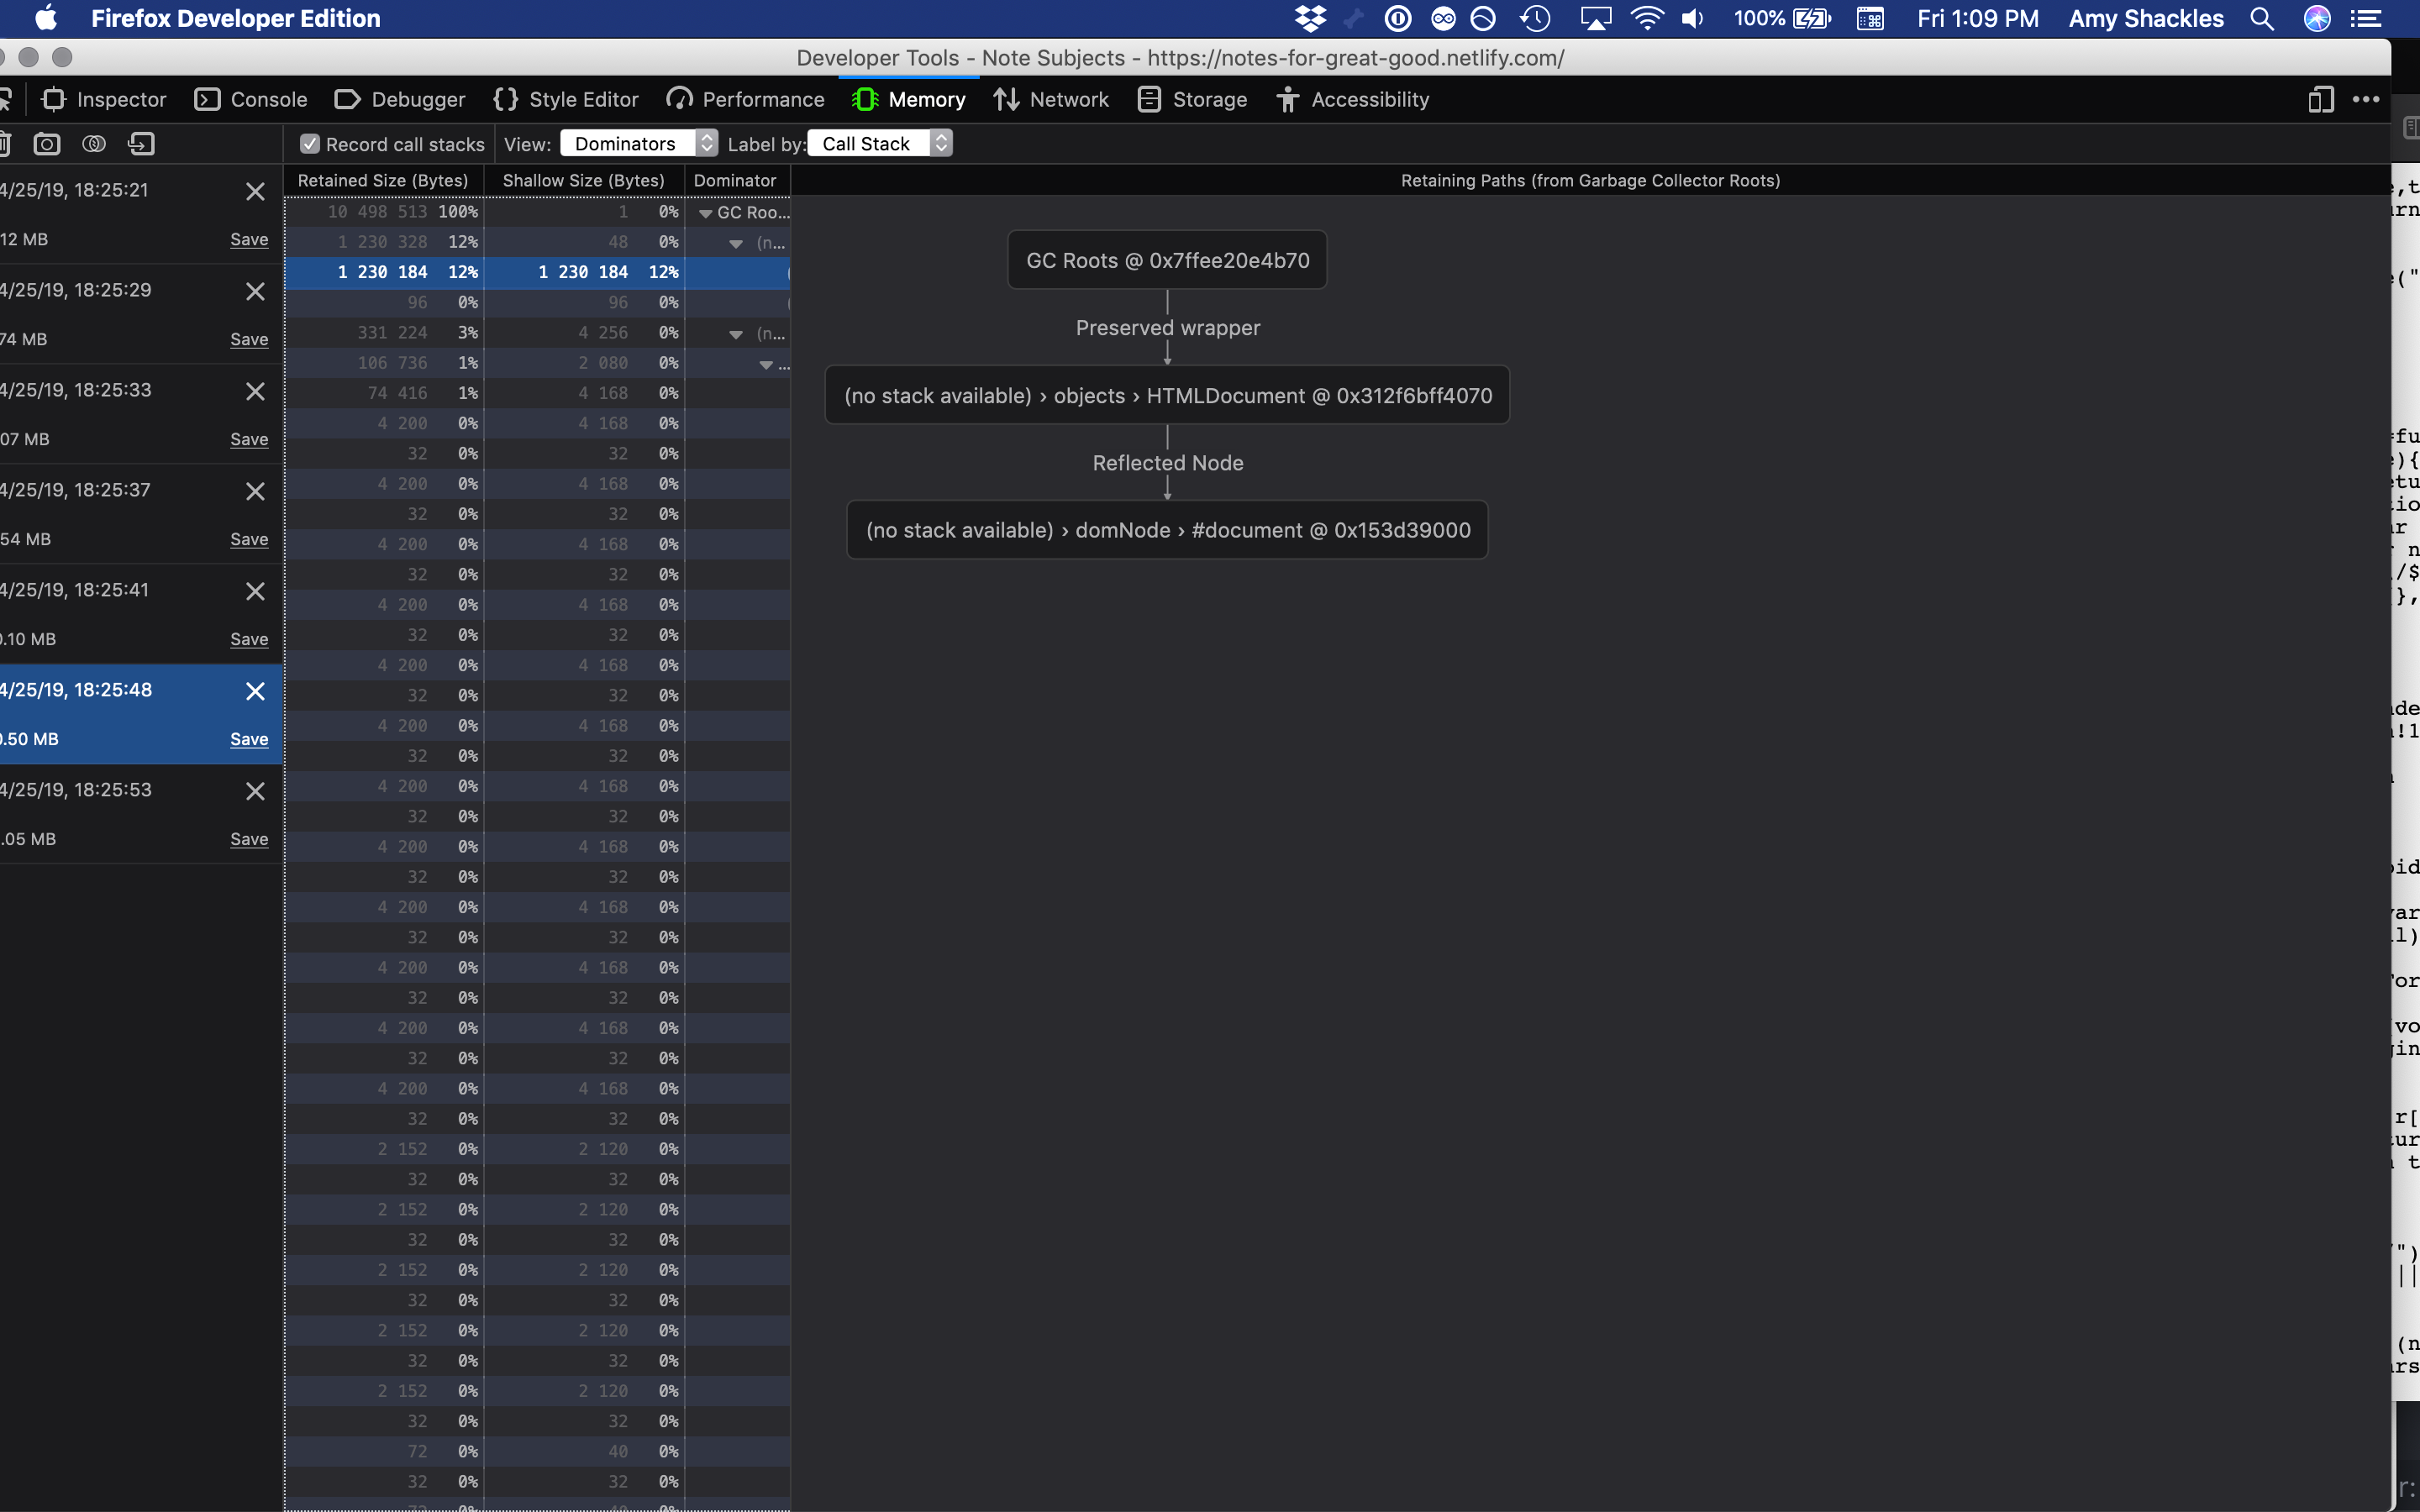 Firefox Developer Edition
100%
Fri 1:09 PM
Amy Shackles
Developer Tools - Note Subjects - https://notes-for-great-good.netlify.com/
Inspector
Console
Debugger
Style Editor
Performance
Memory
Network
Storage
Accessibility
Record call stacks
View: Dominators
Label by: Call Stack
4/25/19, 18:25:21
12 MB
Save
4/25/19, 18:25:29
74 MB
Save
4/25/19, 18:25:33
07 MB
Save
4/25/19, 18:25:37
54 MB
Save
4/25/19, 18:25:41
0.10 MB
Save
4/25/19, 18:25:48
0.50 MB
Save
4/25/19, 18:25:53
.05 MB
Save
Retained Size (Bytes) Shallow Size (Bytes) Dominator
10 498 513 100% 1 0% GC Roo...
1 230 328 12% 48 0% (n...
1 230 184 12% 1 230 184 12% (
96 0% 96 0% (
331 224 3% 4 256 0% (n...
106 736 1% 2 080 0% ...
74 416 1% 4 168 0%
4 200 0% 4 168 0%
32 0% 32 0%
4 200 0% 4 168 0%
32 0% 32 0%
4 200 0% 4 168 0%
32 0% 32 0%
4 200 0% 4 168 0%
32 0% 32 0%
4 200 0% 4 168 0%
32 0% 32 0%
4 200 0% 4 168 0%
32 0% 32 0%
4 200 0% 4 168 0%
32 0% 32 0%
4 200 0% 4 168 0%
32 0% 32 0%
4 200 0% 4 168 0%
32 0% 32 0%
4 200 0% 4 168 0%
32 0% 32 0%
4 200 0% 4 168 0%
32 0% 32 0%
4 200 0% 4 168 0%
32 0% 32 0%
2 152 0% 2 120 0%
32 0% 32 0%
2 152 0% 2 120 0%
32 0% 32 0%
2 152 0% 2 120 0%
32 0% 32 0%
2 152 0% 2 120 0%
32 0% 32 0%
2 152 0% 2 120 0%
32 0% 32 0%
72 0% 40 0%
32 0% 32 0%
72 0% 40 0%
Retaining Paths (from Garbage Collector Roots)
GC Roots @ 0x7ffee20e4b70
Preserved wrapper
(no stack available) › objects › HTMLDocument @ 0x312f6bff4070
Reflected Node
(no stack available) › domNode › #document @ 0x153d39000